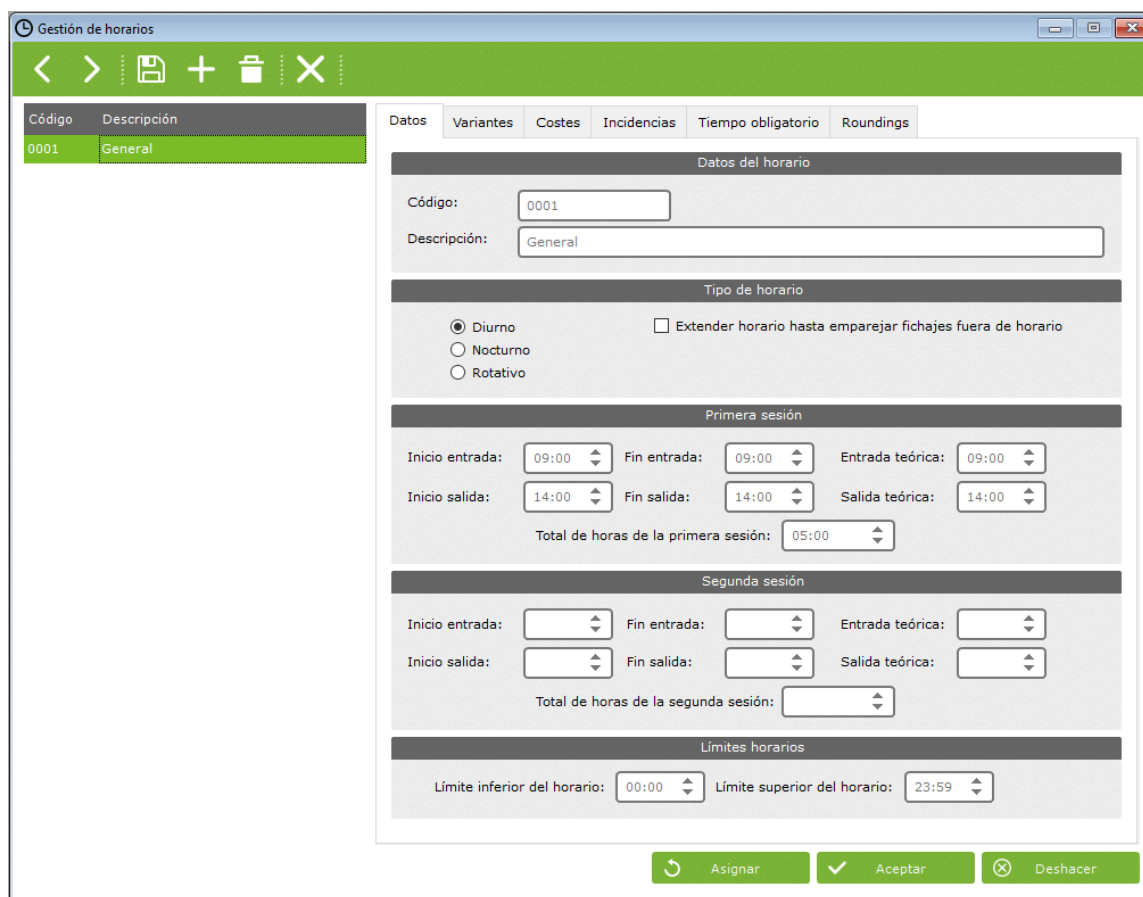 Gestión de horarios
Código Descripción
0001 General
Datos Variantes Costes Incidencias Tiempo obligatorio Roundings
Datos del horario
Código: 0001
Descripción: General
Tipo de horario
Diurno Extender horario hasta emparejar fichajes fuera de horario
Nocturno
Rotativo
Primera sesión
Inicio entrada: 09:00 Fin entrada: 09:00 Entrada teórica: 09:00
Inicio salida: 14:00 Fin salida: 14:00 Salida teórica: 14:00
Total de horas de la primera sesión: 05:00
Segunda sesión
Inicio entrada: Fin entrada: Entrada teórica:
Inicio salida: Fin salida: Salida teórica:
Total de horas de la segunda sesión:
Límites horarios
Límite inferior del horario: 00:00 Límite superior del horario: 23:59
Asignar Aceptar Deshacer